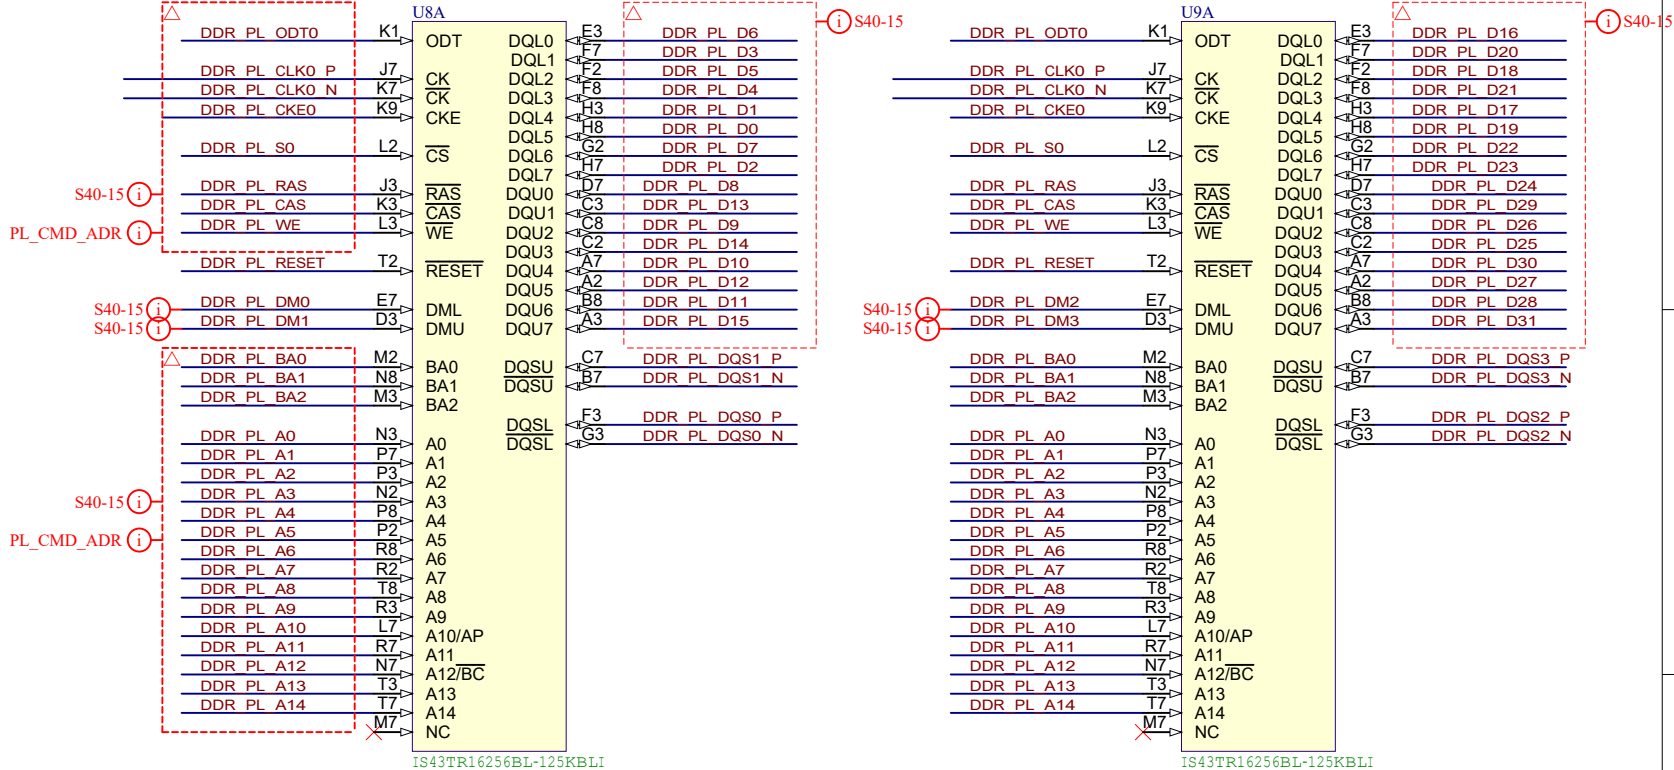 U8A
U9A
S40-15
S40-15
DDR_PL_ODT0 K1 ODT DQL0 E3 DDR_PL_D6
DQL1 F7 DDR_PL_D3
DDR_PL_CLK0_P J7 CK DQL2 F2 DDR_PL_D5
DDR_PL_CLK0_N K7 CK DQL3 F8 DDR_PL_D4
DDR_PL_CKE0 K9 CKE DQL4 H3 DDR_PL_D1
DQL5 H8 DDR_PL_D0
DDR_PL_S0 L2 CS DQL6 G2 DDR_PL_D7
DQL7 H7 DDR_PL_D2
S40-15 DDR_PL_RAS J3 RAS DQU0 D7 DDR_PL_D8
DDR_PL_CAS K3 CAS DQU1 C3 DDR_PL_D13
PL_CMD_ADR DDR_PL_WE L3 WE DQU2 C8 DDR_PL_D9
DQU3 C2 DDR_PL_D14
DDR_PL_RESET T2 RESET DQU4 A7 DDR_PL_D10
DQU5 A2 DDR_PL_D12
S40-15 DDR_PL_DM0 E7 DML DQU6 B8 DDR_PL_D11
S40-15 DDR_PL_DM1 D3 DMU DQU7 A3 DDR_PL_D15
DDR_PL_BA0 M2 BA0 DQSU C7 DDR_PL_DQS1_P
DDR_PL_BA1 N8 BA1 DQSU B7 DDR_PL_DQS1_N
DDR_PL_BA2 M3 BA2
DQSL F3 DDR_PL_DQS0_P
DDR_PL_A0 N3 A0 DQSL G3 DDR_PL_DQS0_N
DDR_PL_A1 P7 A1
DDR_PL_A2 P3 A2
S40-15 DDR_PL_A3 N2 A3
DDR_PL_A4 P8 A4
PL_CMD_ADR DDR_PL_A5 P2 A5
DDR_PL_A6 R8 A6
DDR_PL_A7 R2 A7
DDR_PL_A8 T8 A8
DDR_PL_A9 R3 A9
DDR_PL_A10 L7 A10/AP
DDR_PL_A11 R7 A11
DDR_PL_A12 N7 A12/BC
DDR_PL_A13 T3 A13
DDR_PL_A14 T7 A14
M7 NC
IS43TR16256BL-125KBLI
DDR_PL_ODT0 K1 ODT DQL0 E3 DDR_PL_D16
DQL1 F7 DDR_PL_D20
DDR_PL_CLK0_P J7 CK DQL2 F2 DDR_PL_D18
DDR_PL_CLK0_N K7 CK DQL3 F8 DDR_PL_D21
DDR_PL_CKE0 K9 CKE DQL4 H3 DDR_PL_D17
DQL5 H8 DDR_PL_D19
DDR_PL_S0 L2 CS DQL6 G2 DDR_PL_D22
DQL7 H7 DDR_PL_D23
DDR_PL_RAS J3 RAS DQU0 D7 DDR_PL_D24
DDR_PL_CAS K3 CAS DQU1 C3 DDR_PL_D29
DDR_PL_WE L3 WE DQU2 C8 DDR_PL_D26
DQU3 C2 DDR_PL_D25
DDR_PL_RESET T2 RESET DQU4 A7 DDR_PL_D30
DQU5 A2 DDR_PL_D27
S40-15 DDR_PL_DM2 E7 DML DQU6 B8 DDR_PL_D28
S40-15 DDR_PL_DM3 D3 DMU DQU7 A3 DDR_PL_D31
DDR_PL_BA0 M2 BA0 DQSU C7 DDR_PL_DQS3_P
DDR_PL_BA1 N8 BA1 DQSU B7 DDR_PL_DQS3_N
DDR_PL_BA2 M3 BA2
DQSL F3 DDR_PL_DQS2_P
DDR_PL_A0 N3 A0 DQSL G3 DDR_PL_DQS2_N
DDR_PL_A1 P7 A1
DDR_PL_A2 P3 A2
DDR_PL_A3 N2 A3
DDR_PL_A4 P8 A4
DDR_PL_A5 P2 A5
DDR_PL_A6 R8 A6
DDR_PL_A7 R2 A7
DDR_PL_A8 T8 A8
DDR_PL_A9 R3 A9
DDR_PL_A10 L7 A10/AP
DDR_PL_A11 R7 A11
DDR_PL_A12 N7 A12/BC
DDR_PL_A13 T3 A13
DDR_PL_A14 T7 A14
M7 NC
IS43TR16256BL-125KBLI